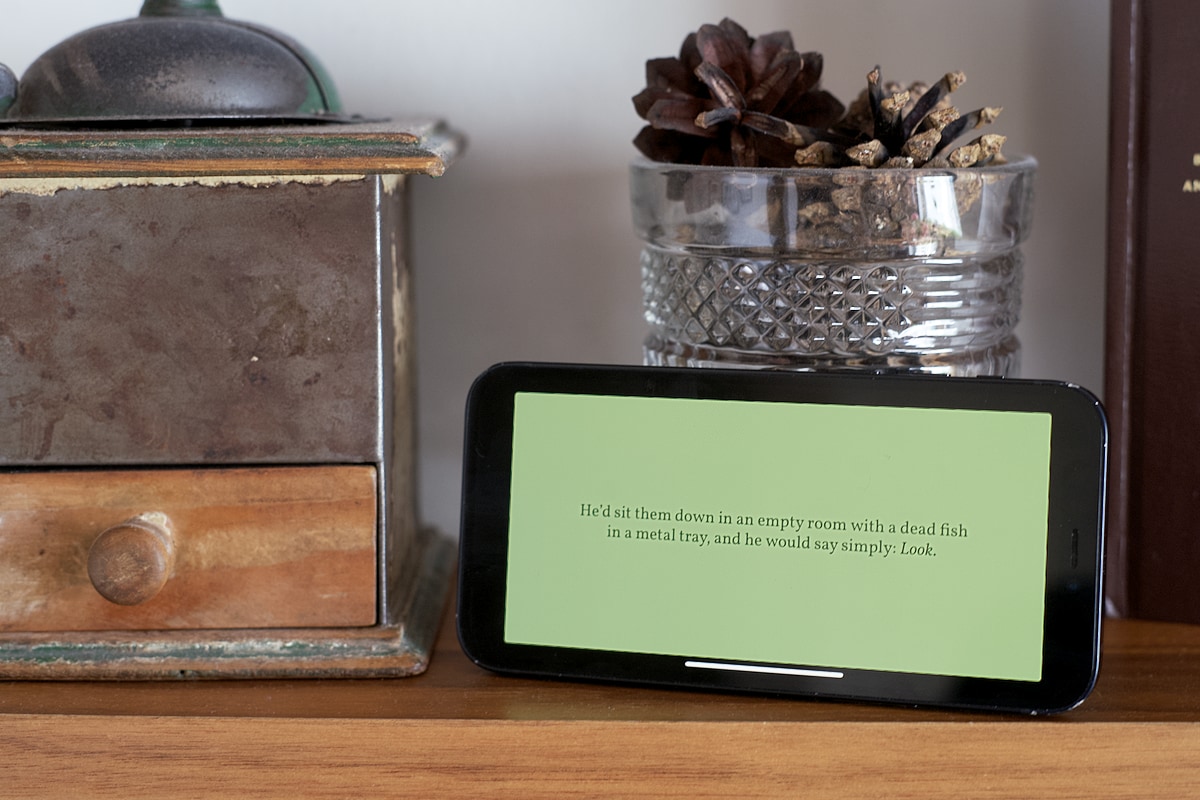 He'd sit them down in an empty room with a dead fish
in a metal tray, and he would say simply: Look.